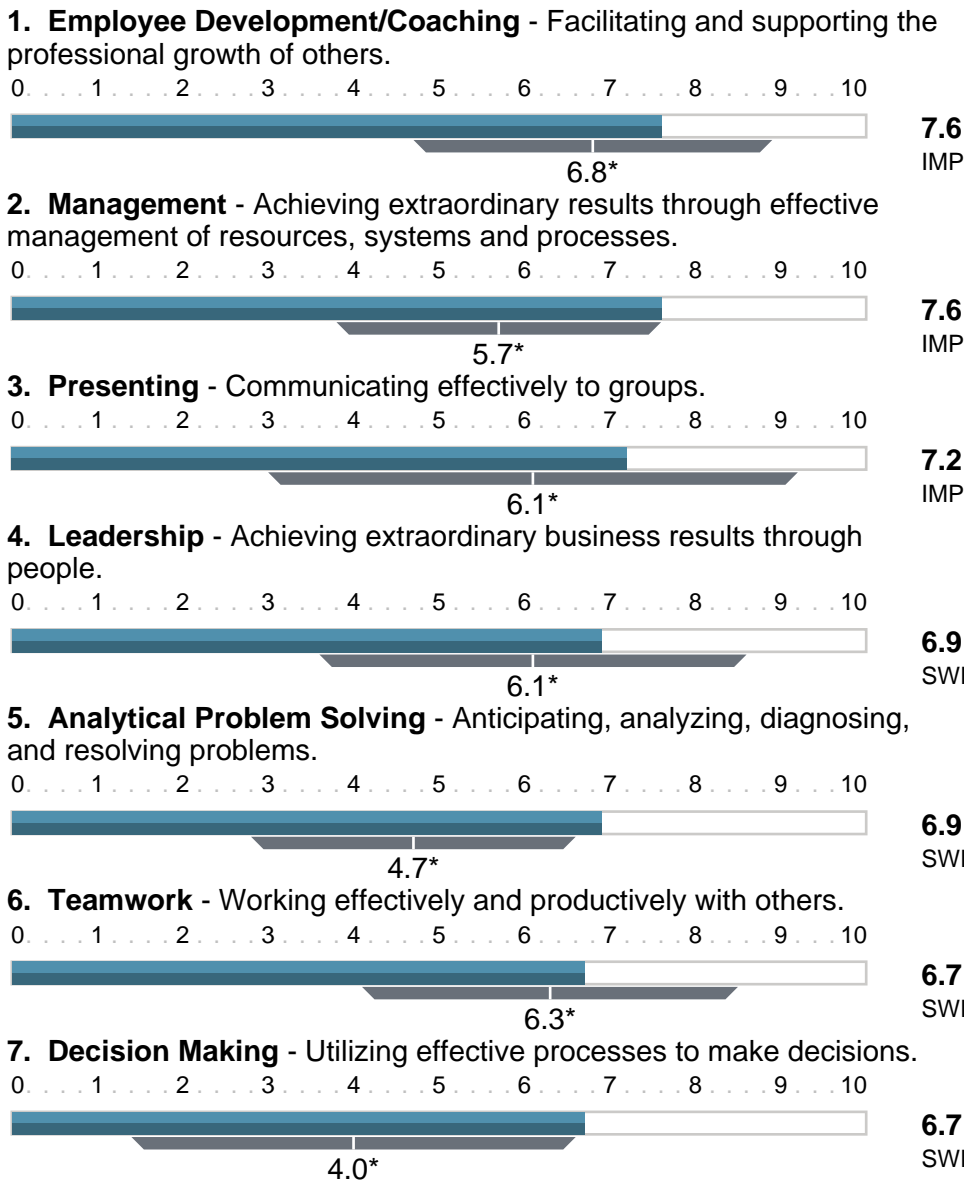 1. Employee Development/Coaching - Facilitating and supporting the
professional growth of others.
0. . . . 1 . . . . 2 . . . . 3 . . . . 4 . . . . 5 . . . . 6 . . . . 7 . . . . 8 . . . . 9 . . . 10
7.6
IMP
6.8*
2. Management - Achieving extraordinary results through effective
management of resources, systems and processes.
0. . . . 1 . . . . 2 . . . . 3 . . . . 4 . . . . 5 . . . . 6 . . . . 7 . . . . 8 . . . . 9 . . . 10
7.6
IMP
5.7*
3. Presenting - Communicating effectively to groups.
0. . . . 1 . . . . 2 . . . . 3 . . . . 4 . . . . 5 . . . . 6 . . . . 7 . . . . 8 . . . . 9 . . . 10
7.2
IMP
6.1*
4. Leadership - Achieving extraordinary business results through
people.
0. . . . 1 . . . . 2 . . . . 3 . . . . 4 . . . . 5 . . . . 6 . . . . 7 . . . . 8 . . . . 9 . . . 10
6.9
6.1*
5. Analytical Problem Solving - Anticipating, analyzing, diagnosing,
and resolving problems.
0. . . . 1 . . . . 2 . . . . 3 . . . . 4 . . . . 5 . . . . 6 . . . . 7 . . . . 8 . . . . 9 . . . 10
6.9
4.7*
6. Teamwork - Working effectively and productively with others.
0. . . . 1 . . . . 2 . . . . 3 . . . . 4 . . . . 5 . . . . 6 . . . . 7 . . . . 8 . . . . 9 . . . 10
6.7
6.3*
7. Decision Making - Utilizing effective processes to make decisions.
0. . . . 1 . . . . 2 . . . . 3 . . . . 4 . . . . 5 . . . . 6 . . . . 7 . . . . 8 . . . . 9 . . . 10
6.7
4.0*